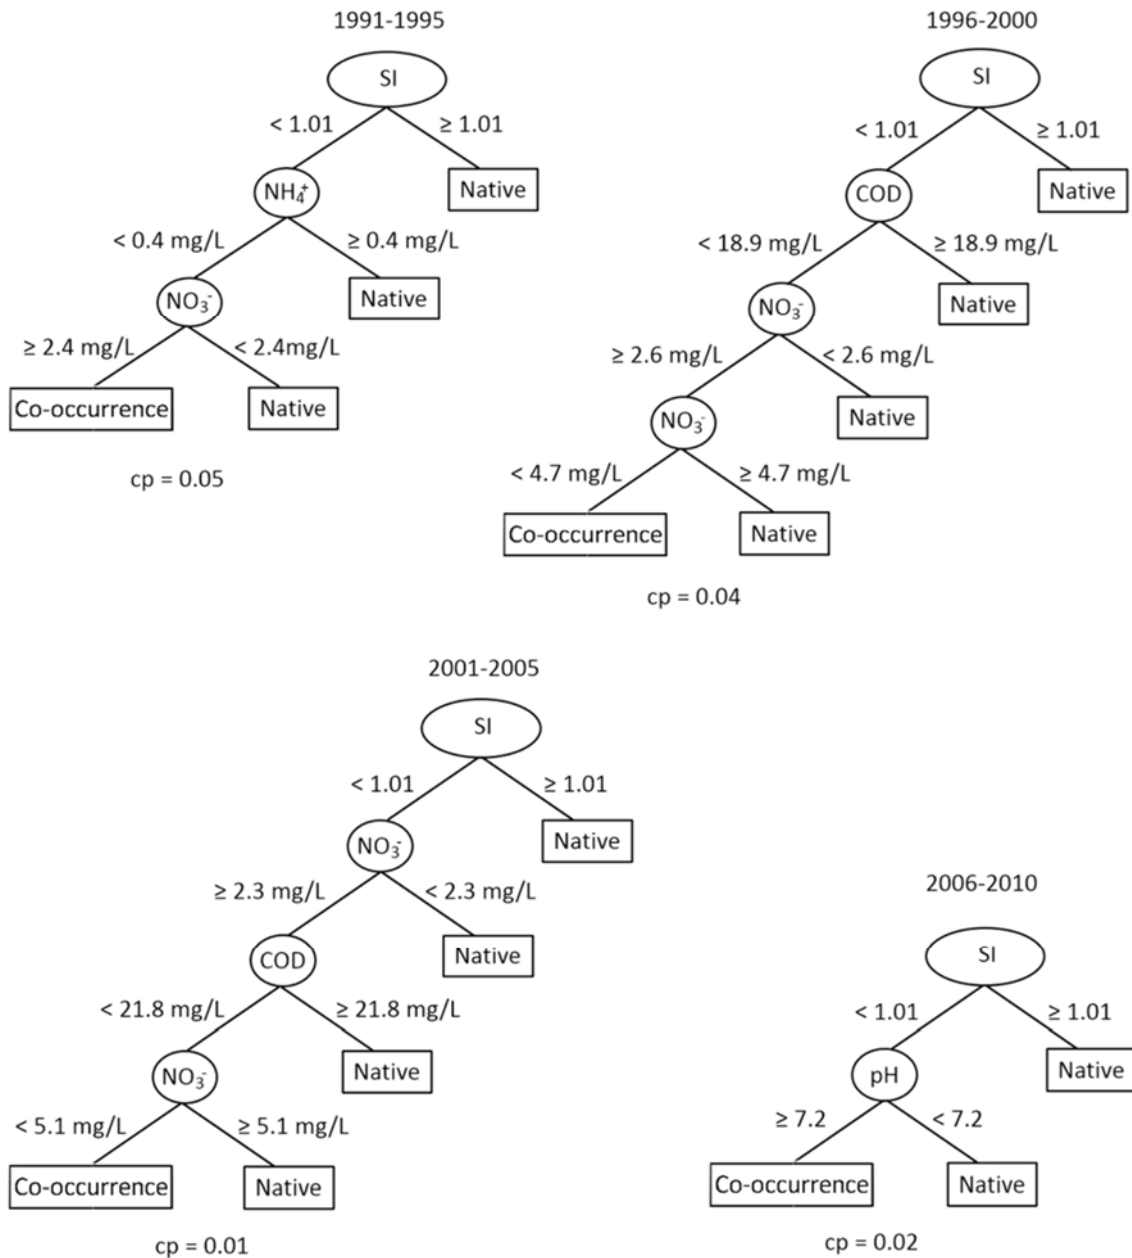 1991-1995
SI
< 1.01
≥ 1.01
NH₄⁺
Native
< 0.4 mg/L
≥ 0.4 mg/L
NO₃⁻
Native
≥ 2.4 mg/L
< 2.4mg/L
Co-occurrence
Native
cp = 0.05
1996-2000
SI
< 1.01
≥ 1.01
COD
Native
< 18.9 mg/L
≥ 18.9 mg/L
NO₃⁻
Native
≥ 2.6 mg/L
< 2.6 mg/L
NO₃⁻
Native
< 4.7 mg/L
≥ 4.7 mg/L
Co-occurrence
Native
cp = 0.04
2001-2005
SI
< 1.01
≥ 1.01
NO₃⁻
Native
≥ 2.3 mg/L
< 2.3 mg/L
COD
Native
< 21.8 mg/L
≥ 21.8 mg/L
NO₃⁻
Native
< 5.1 mg/L
≥ 5.1 mg/L
Co-occurrence
Native
cp = 0.01
2006-2010
SI
< 1.01
≥ 1.01
pH
Native
≥ 7.2
< 7.2
Co-occurrence
Native
cp = 0.02